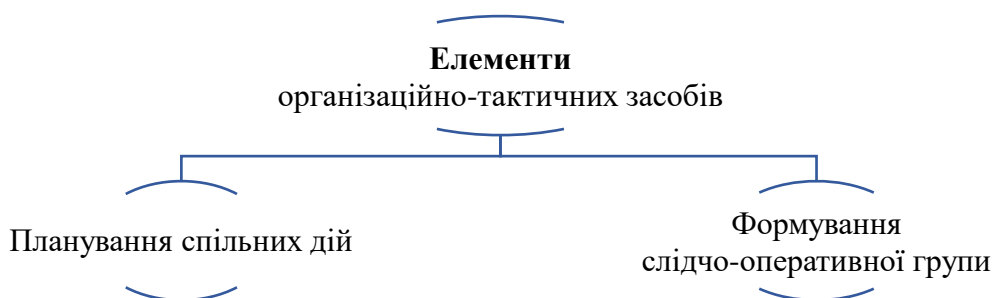 Елементи
організаційно-тактичних засобів
Планування спільних дій
Формування
слідчо-оперативної групи